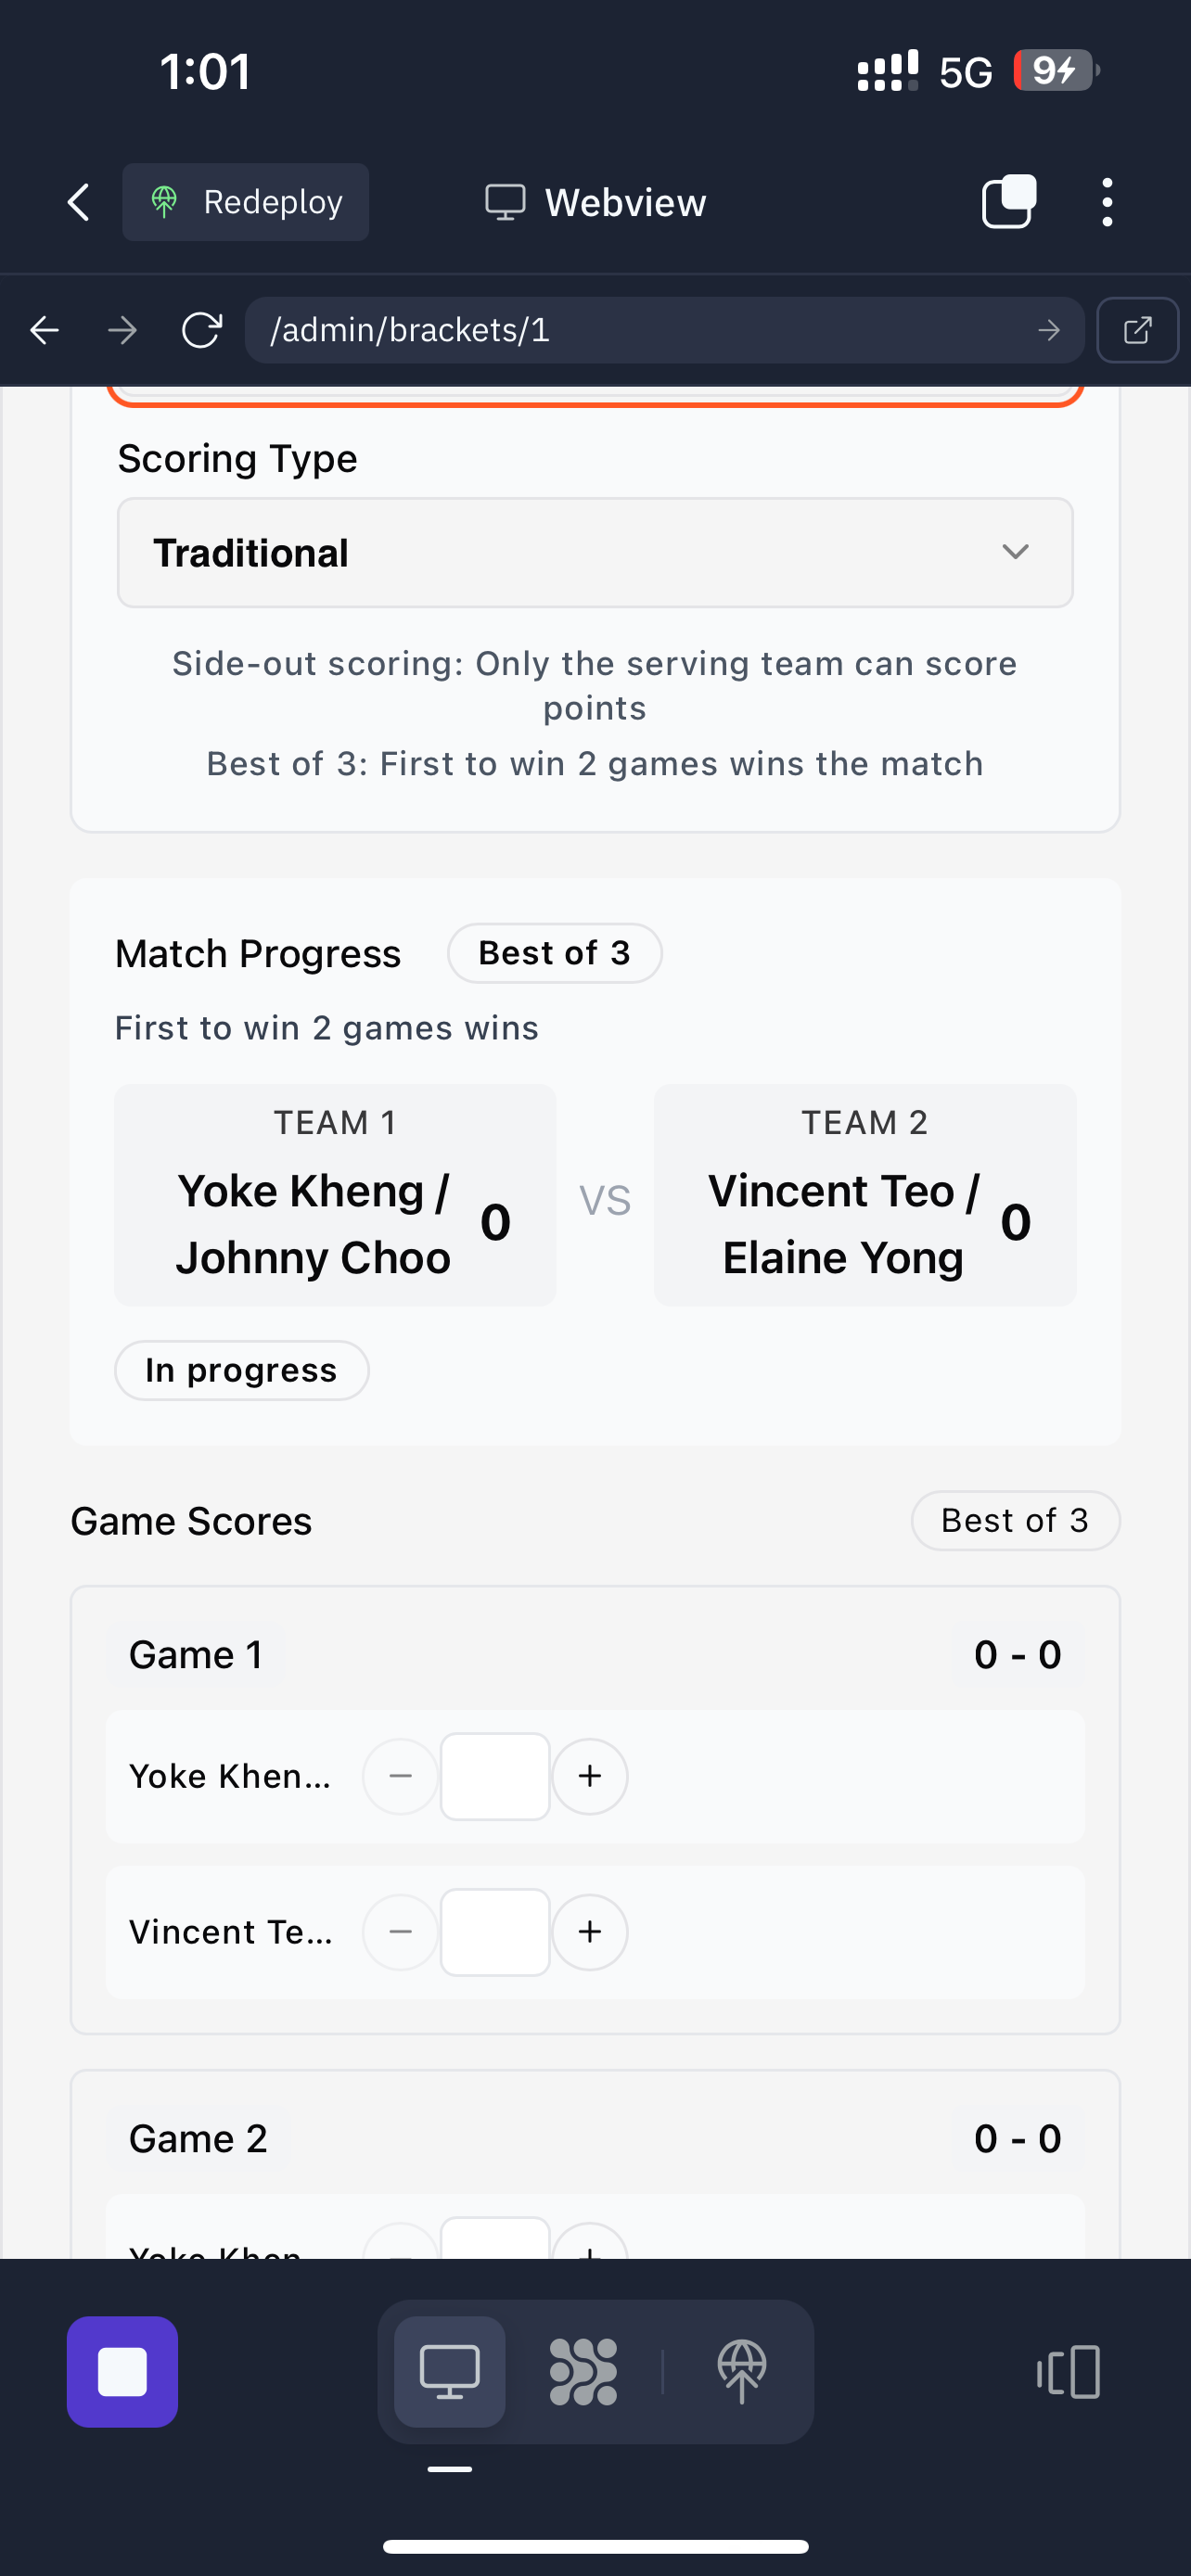 1:01
5G
9
Redeploy
Webview
/admin/brackets/1
Scoring Type
Traditional
Side-out scoring: Only the serving team can score
points
Best of 3: First to win 2 games wins the match
Match Progress
Best of 3
First to win 2 games wins
TEAM 1
Yoke Kheng /
Johnny Choo
0
VS
TEAM 2
Vincent Teo /
Elaine Yong
0
In progress
Game Scores
Best of 3
Game 1
0 - 0
Yoke Khen...
− +
Vincent Te...
− +
Game 2
0 - 0
Yoke Khen...
− +